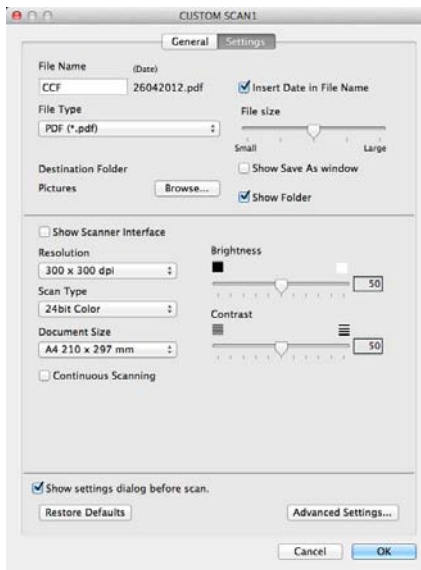 CUSTOM SCAN1
General Settings
File Name (Date)
CCF 26042012.pdf Insert Date in File Name
File Type File size
PDF (*.pdf)
Small Large
Destination Folder Show Save As window
Pictures Browse... Show Folder
Show Scanner Interface
Resolution Brightness
300 x 300 dpi 50
Scan Type
24bit Color Contrast
Document Size
A4 210 x 297 mm 50
Continuous Scanning
Show settings dialog before scan.
Restore Defaults Advanced Settings...
Cancel OK